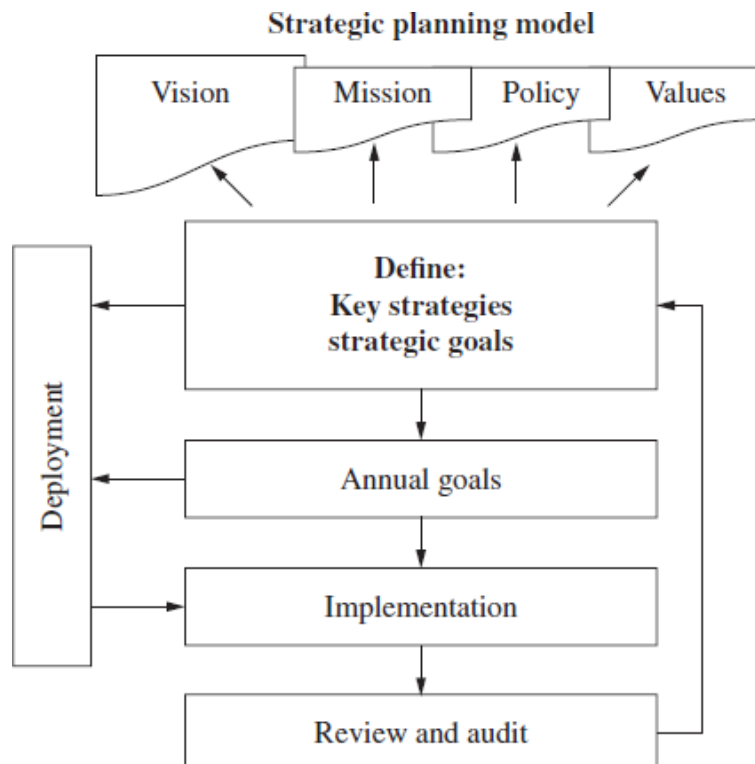 Strategic planning model
Vision
Mission
Policy
Values
Define:
Key strategies
strategic goals
Deployment
Annual goals
Implementation
Review and audit